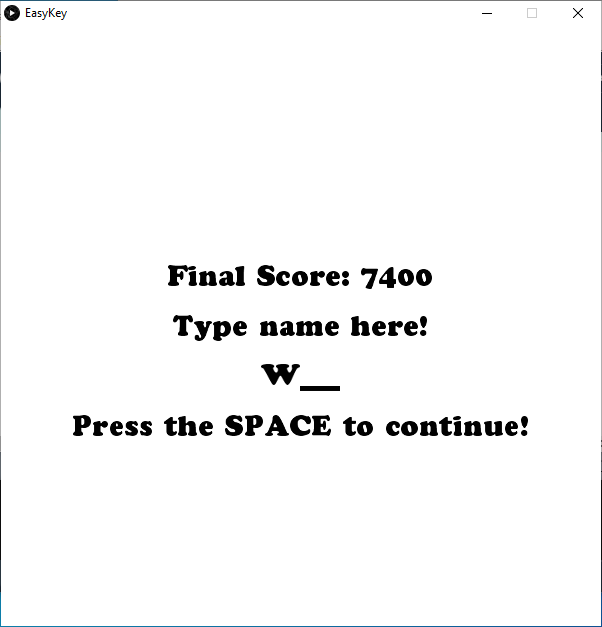 EasyKey
Final Score: 7400
Type name here!
W__
Press the SPACE to continue!